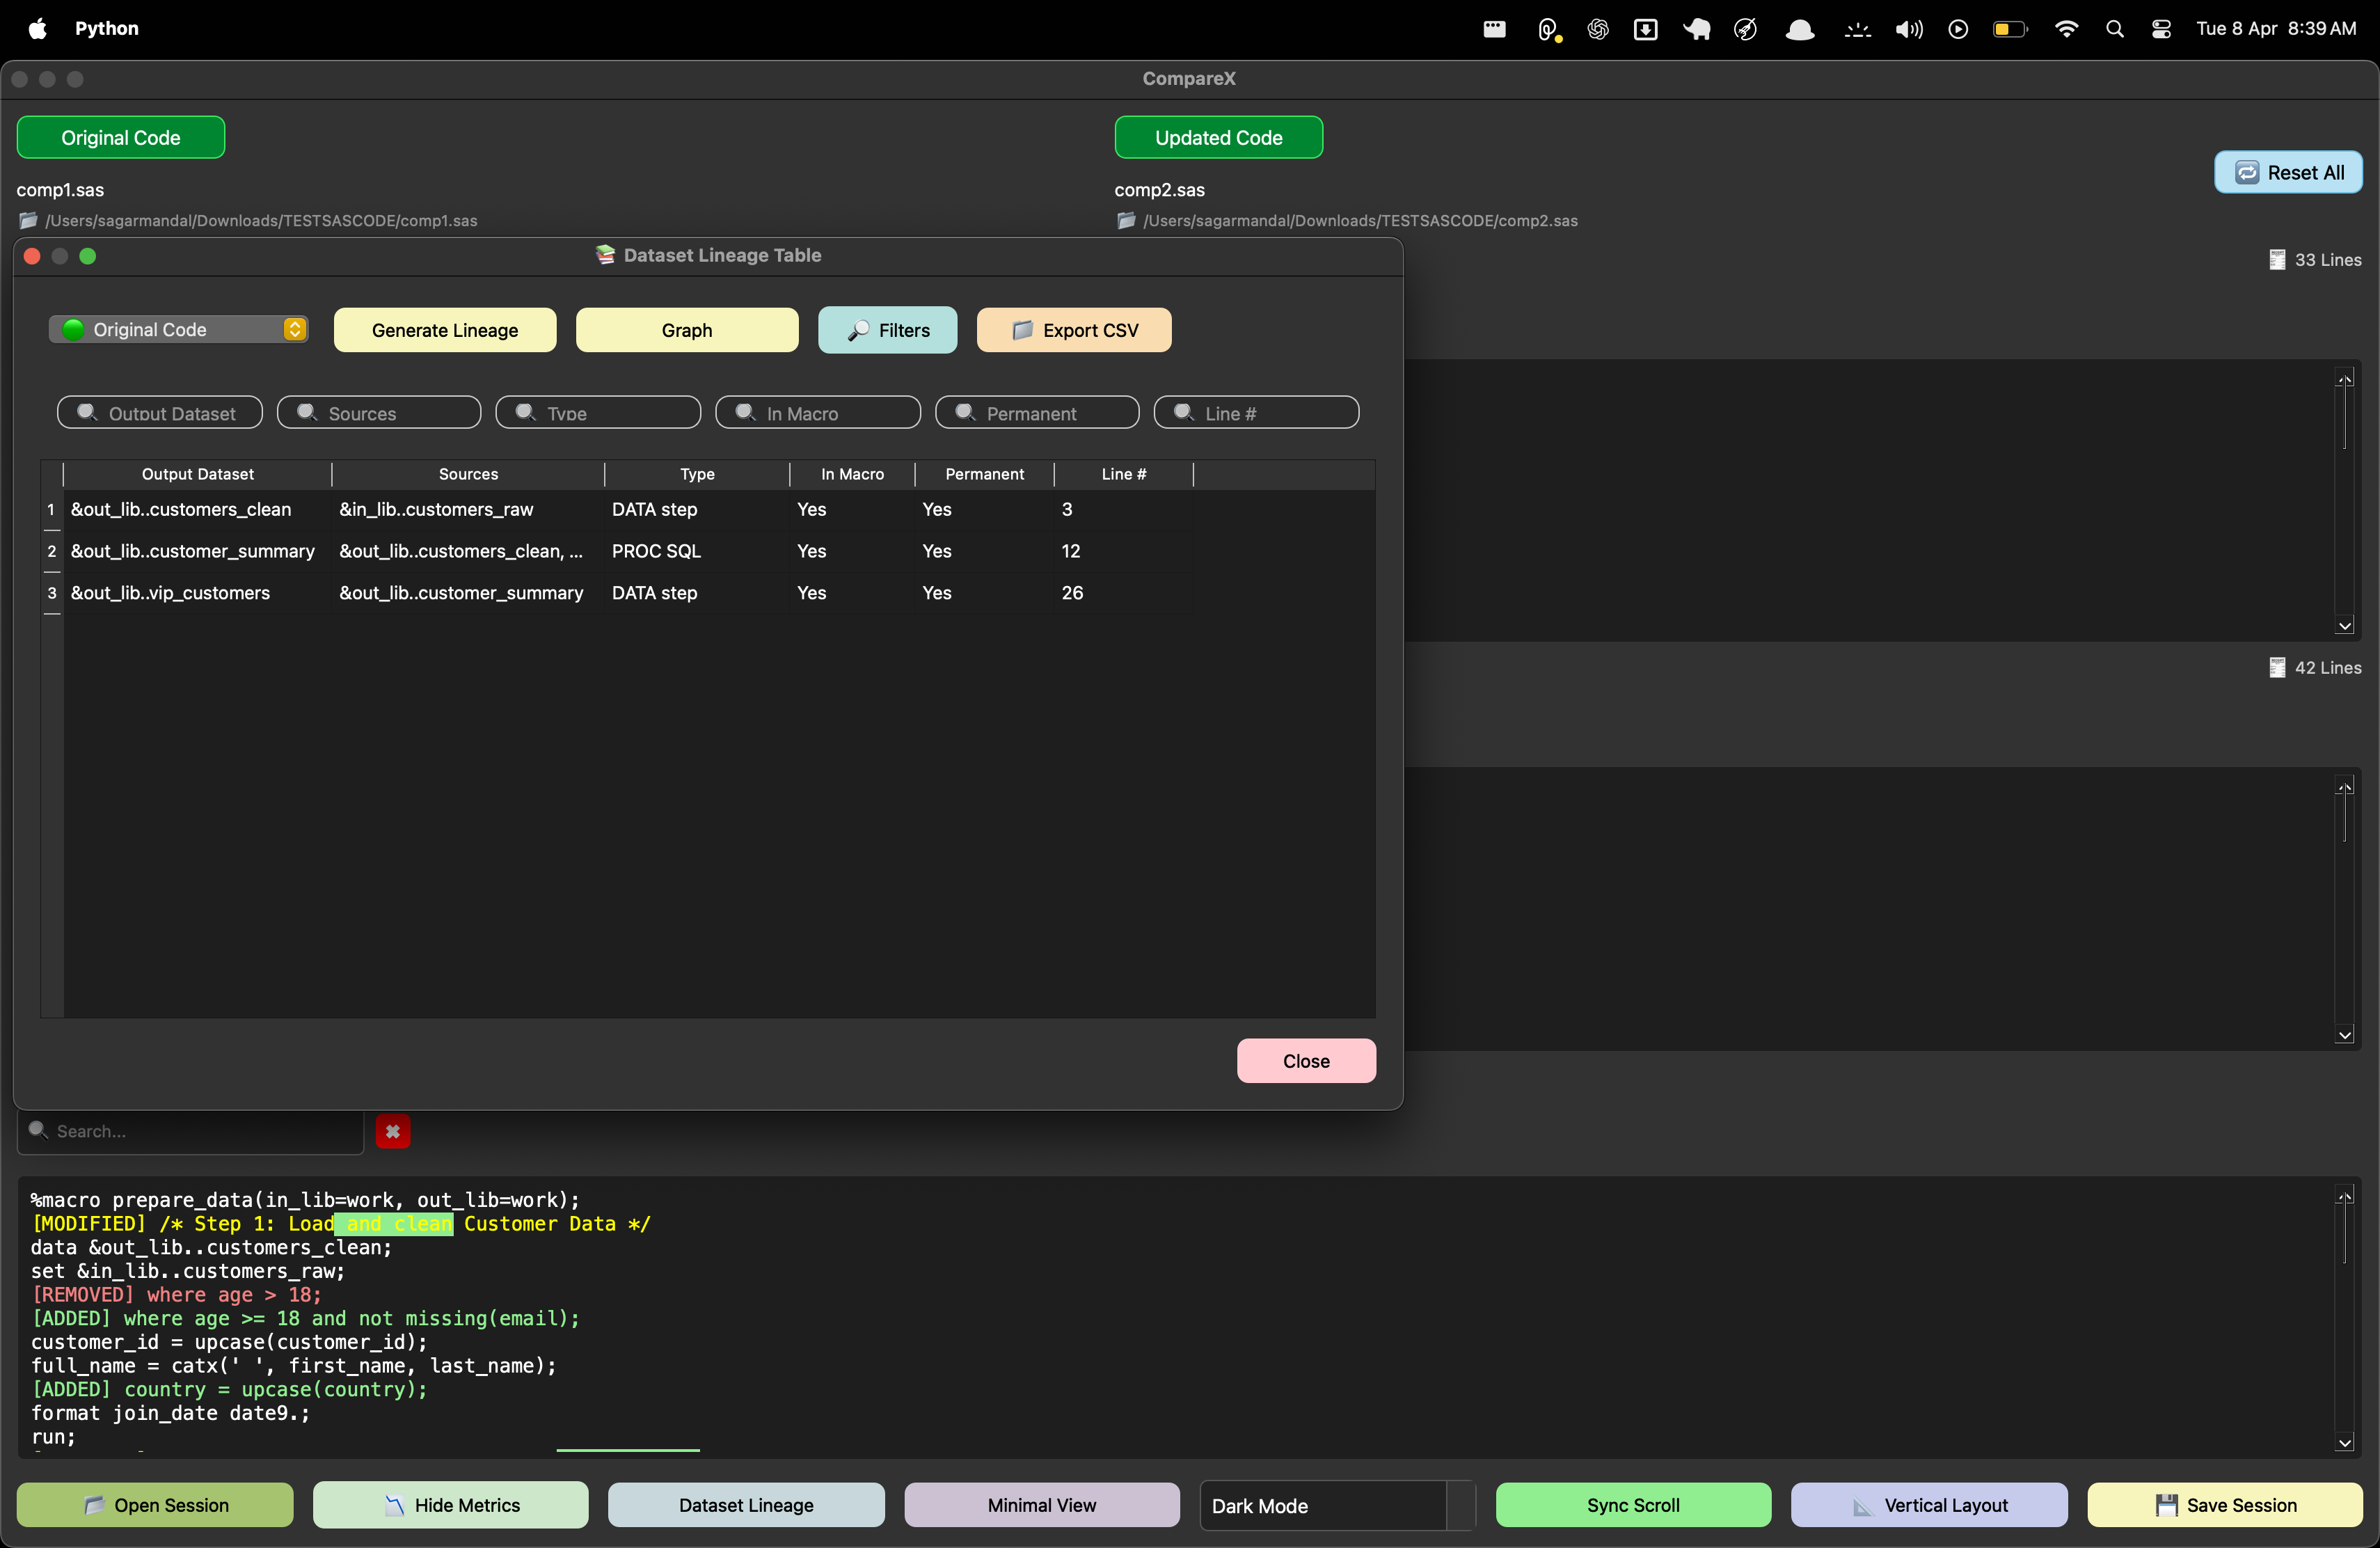 Python
Tue 8 Apr 8:39 AM
CompareX
Original Code
Updated Code
Reset All
comp1.sas
comp2.sas
/Users/sagarmandal/Downloads/TESTSASCODE/comp1.sas
/Users/sagarmandal/Downloads/TESTSASCODE/comp2.sas
33 Lines
Dataset Lineage Table
Original Code
Generate Lineage
Graph
Filters
Export CSV
Output Dataset
Sources
Type
In Macro
Permanent
Line #
Output Dataset Sources Type In Macro Permanent Line #
1 &out_lib..customers_clean &in_lib..customers_raw DATA step Yes Yes 3
2 &out_lib..customer_summary &out_lib..customers_clean, ... PROC SQL Yes Yes 12
3 &out_lib..vip_customers &out_lib..customer_summary DATA step Yes Yes 26
42 Lines
Close
Search...
%macro prepare_data(in_lib=work, out_lib=work);
[MODIFIED] /* Step 1: Load and clean Customer Data */
data &out_lib..customers_clean;
set &in_lib..customers_raw;
[REMOVED] where age > 18;
[ADDED] where age >= 18 and not missing(email);
customer_id = upcase(customer_id);
full_name = catx(' ', first_name, last_name);
[ADDED] country = upcase(country);
format join_date date9.;
run;
Open Session
Hide Metrics
Dataset Lineage
Minimal View
Dark Mode
Sync Scroll
Vertical Layout
Save Session